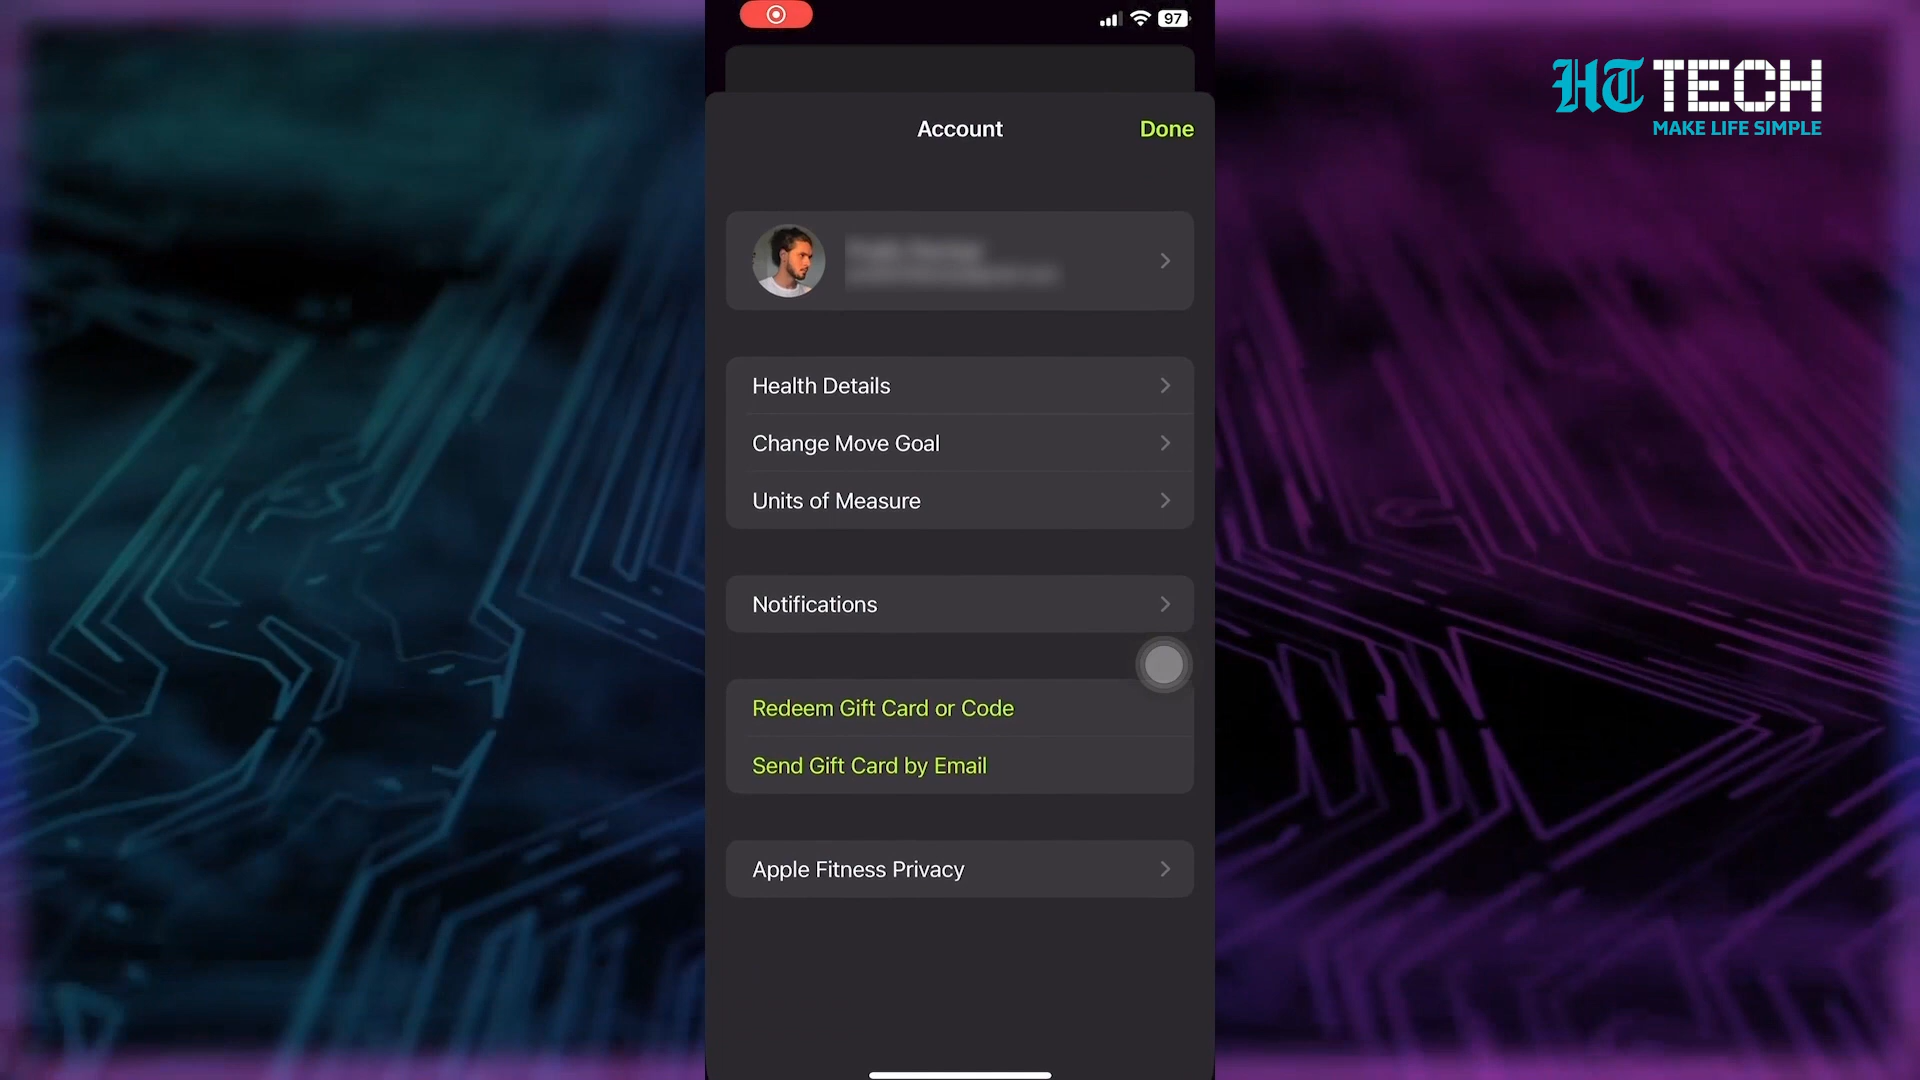 97
HT TECH
MAKE LIFE SIMPLE
Account
Done
Health Details
Change Move Goal
Units of Measure
Notifications
Redeem Gift Card or Code
Send Gift Card by Email
Apple Fitness Privacy